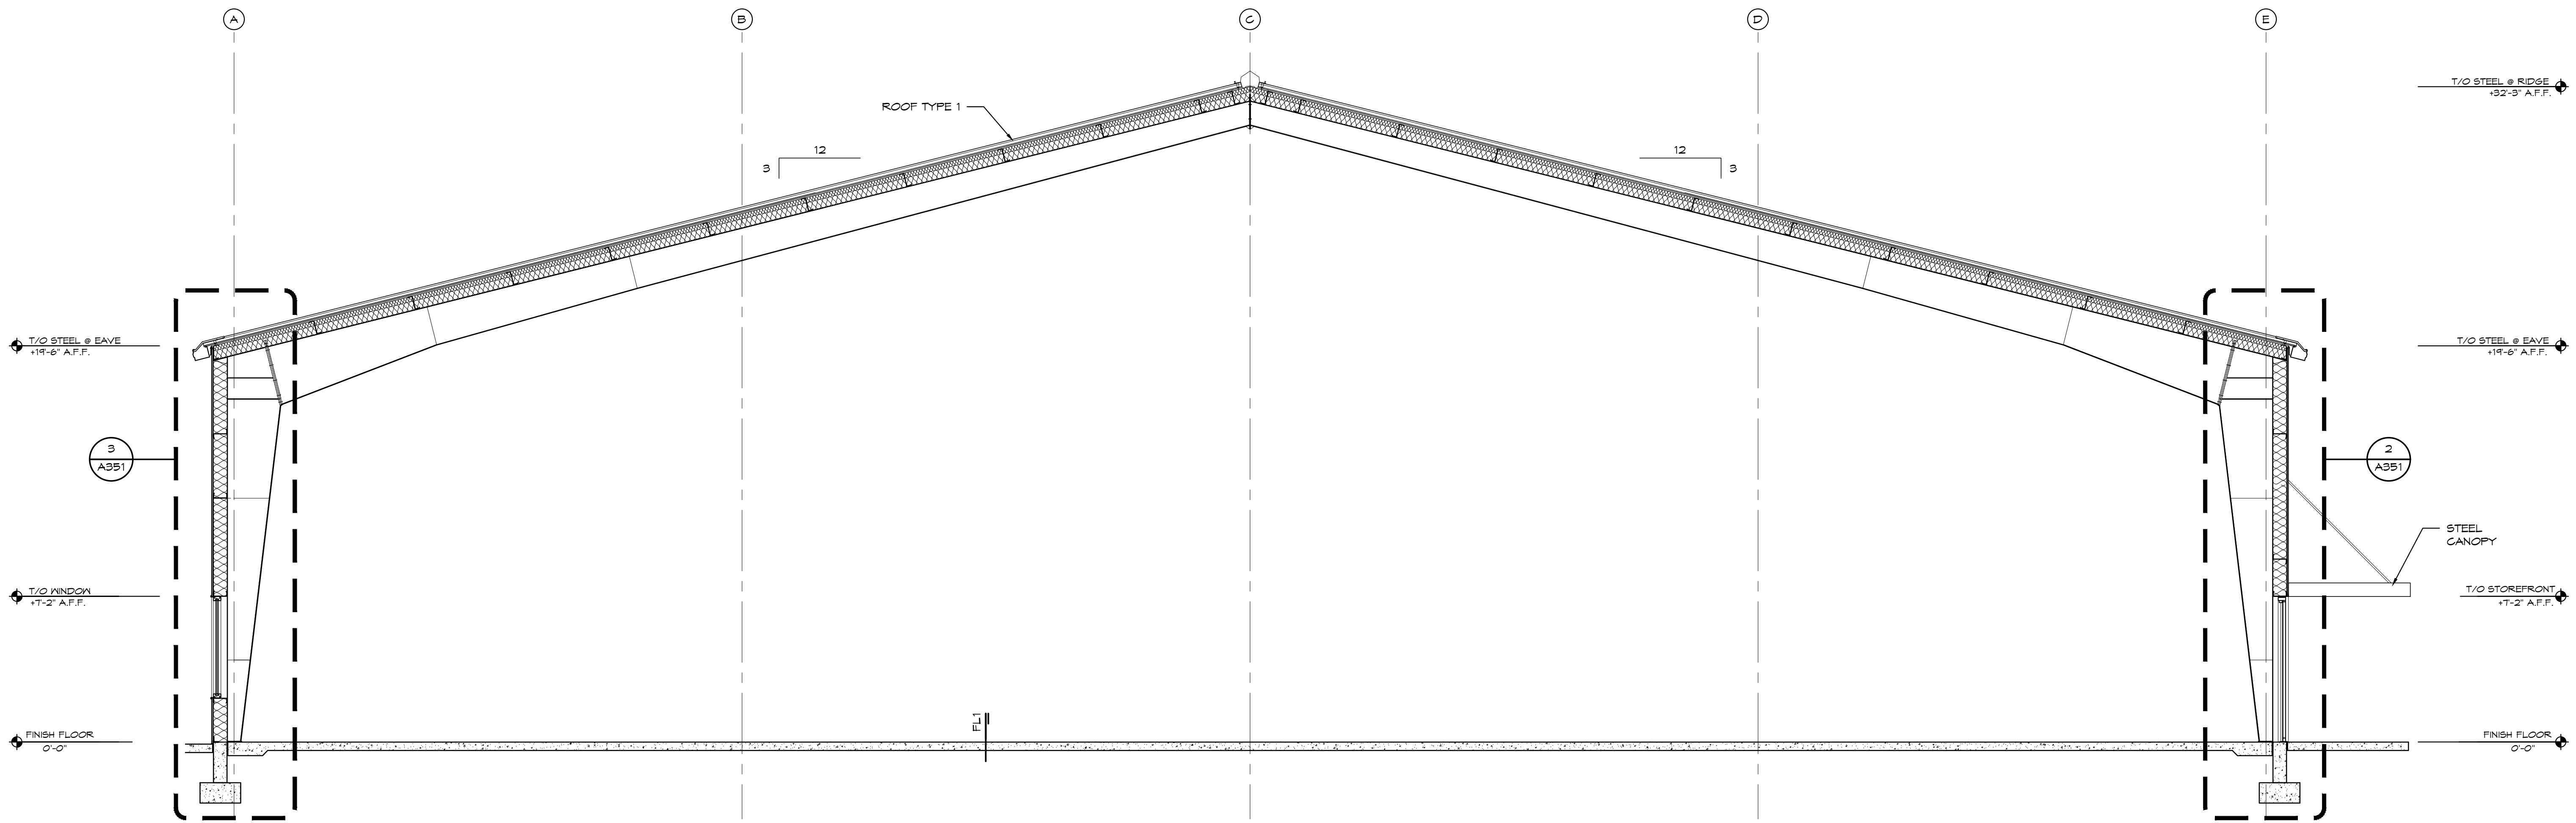 A
B
C
D
E
T/O STEEL @ RIDGE
+32'-3" A.F.F.
ROOF TYPE 1
12
3
12
3
T/O STEEL @ EAVE
+19'-6" A.F.F.
T/O STEEL @ EAVE
+19'-6" A.F.F.
3
A351
2
A351
STEEL
CANOPY
T/O WINDOW
+7'-2" A.F.F.
T/O STOREFRONT
+7'-2" A.F.F.
FL1
FINISH FLOOR
0'-0"
FINISH FLOOR
0'-0"